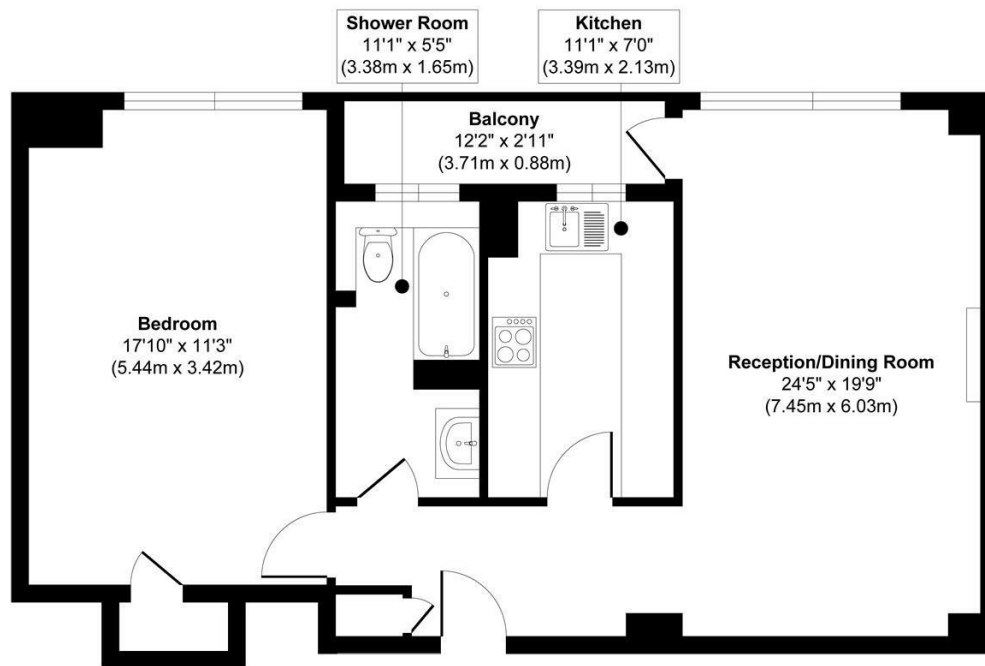 Shower Room
11'1" x 5'5"
(3.38m x 1.65m)
Kitchen
11'1" x 7'0"
(3.39m x 2.13m)
Balcony
12'2" x 2'11"
(3.71m x 0.88m)
Bedroom
17'10" x 11'3"
(5.44m x 3.42m)
Reception/Dining Room
24'5" x 19'9"
(7.45m x 6.03m)